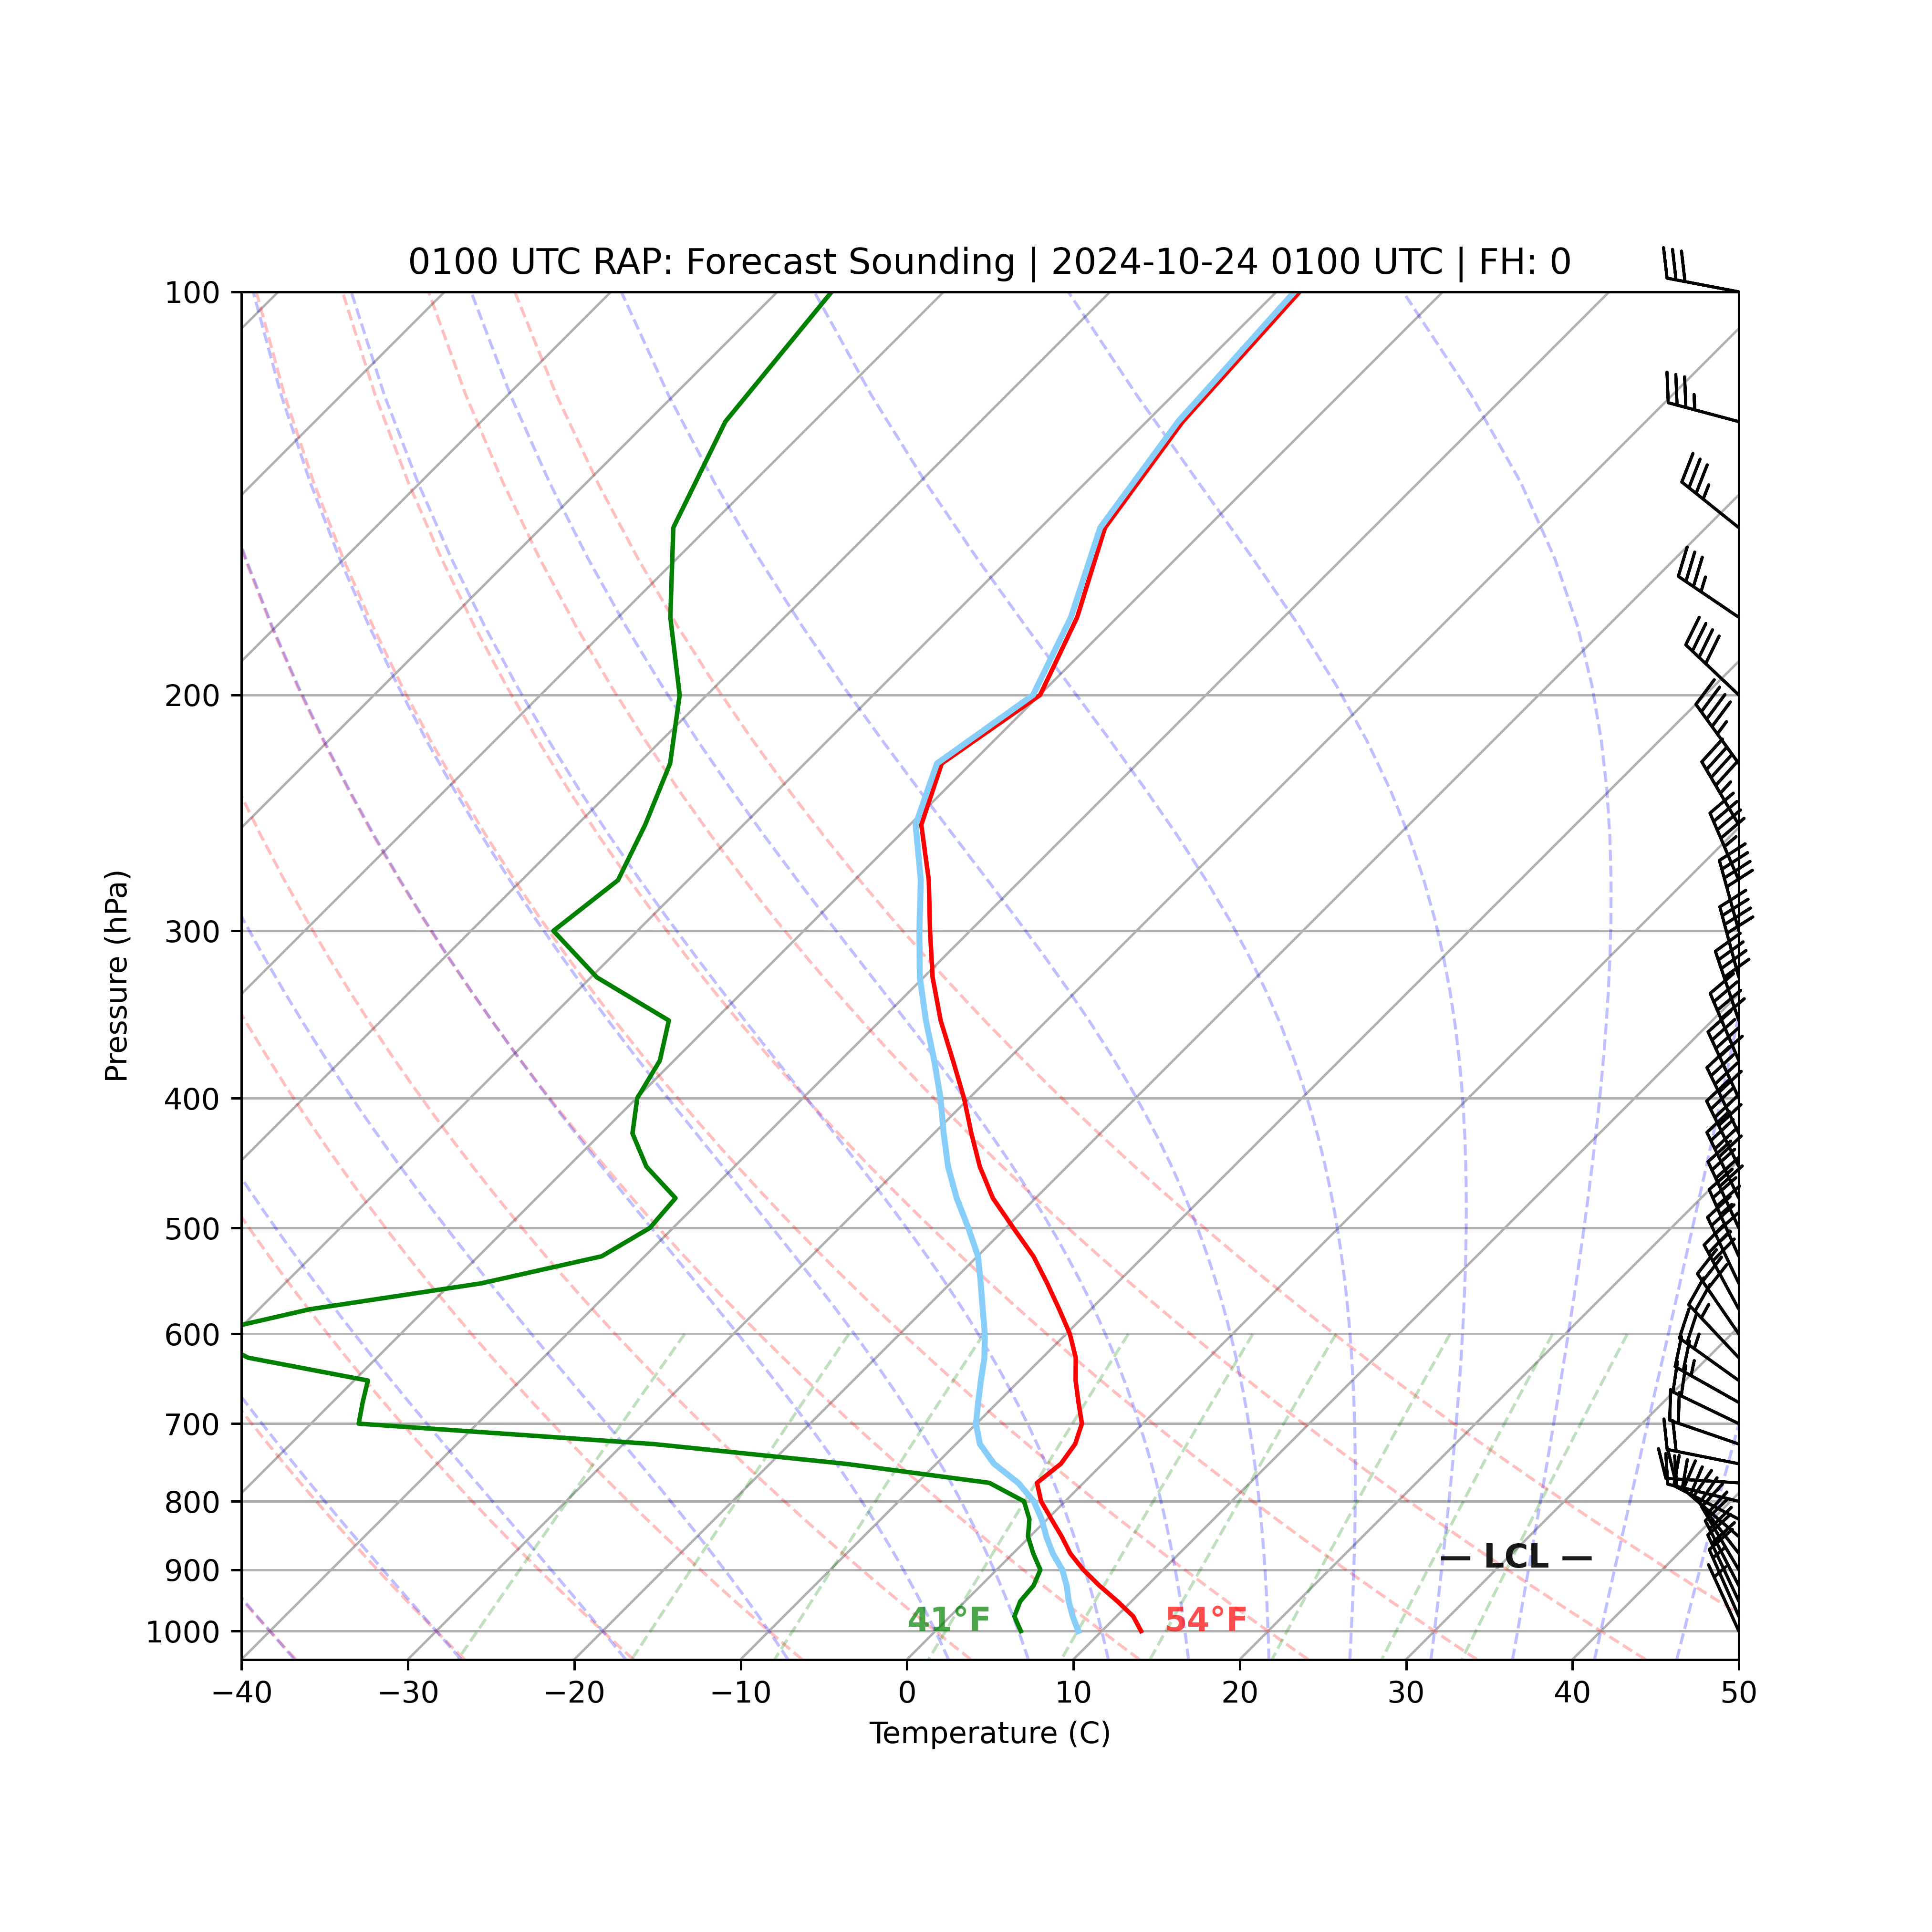 0100 UTC RAP: Forecast Sounding | 2024-10-24 0100 UTC | FH: 0
100
200
300
400
500
600
700
800
900
1000
Pressure (hPa)
— LCL —
41°F
54°F
−40 −30 −20 −10 0 10 20 30 40 50
Temperature (C)